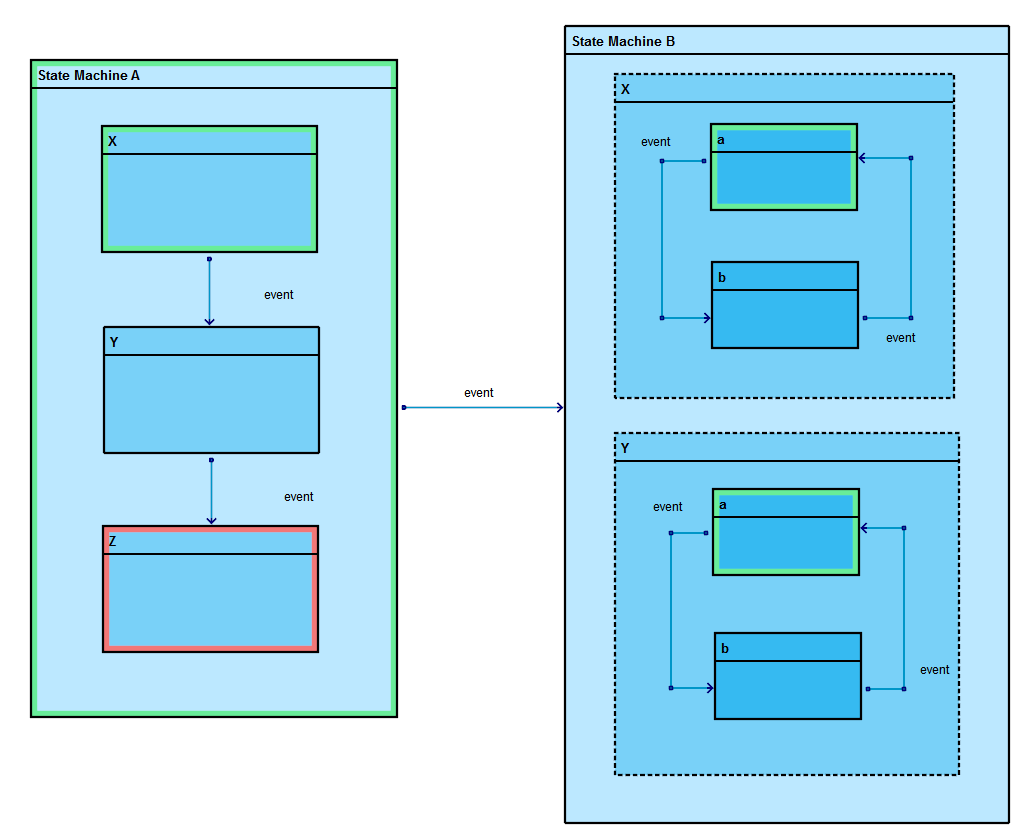 State Machine A
X
event
Y
event
Z
event
State Machine B
X
event
a
b
event
Y
event
a
b
event